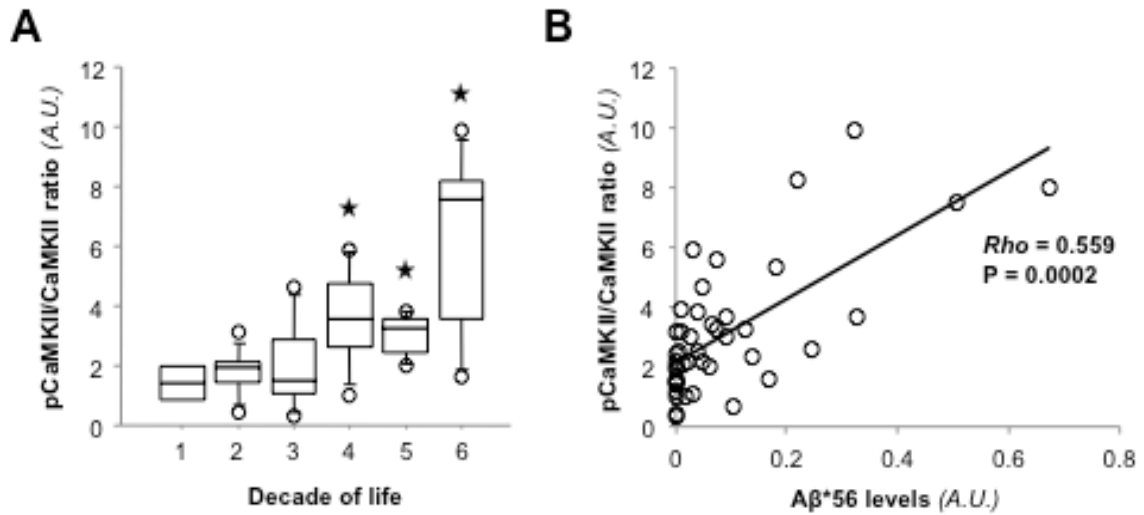 A
pCaMKII/CaMKII ratio (A.U.)
12
10
8
6
4
2
0
1 2 3 4 5 6
Decade of life
B
pCaMKII/CaMKII ratio (A.U.)
12
10
8
6
4
2
0
0 0.2 0.4 0.6 0.8
Rho = 0.559
P = 0.0002
Aβ*56 levels (A.U.)